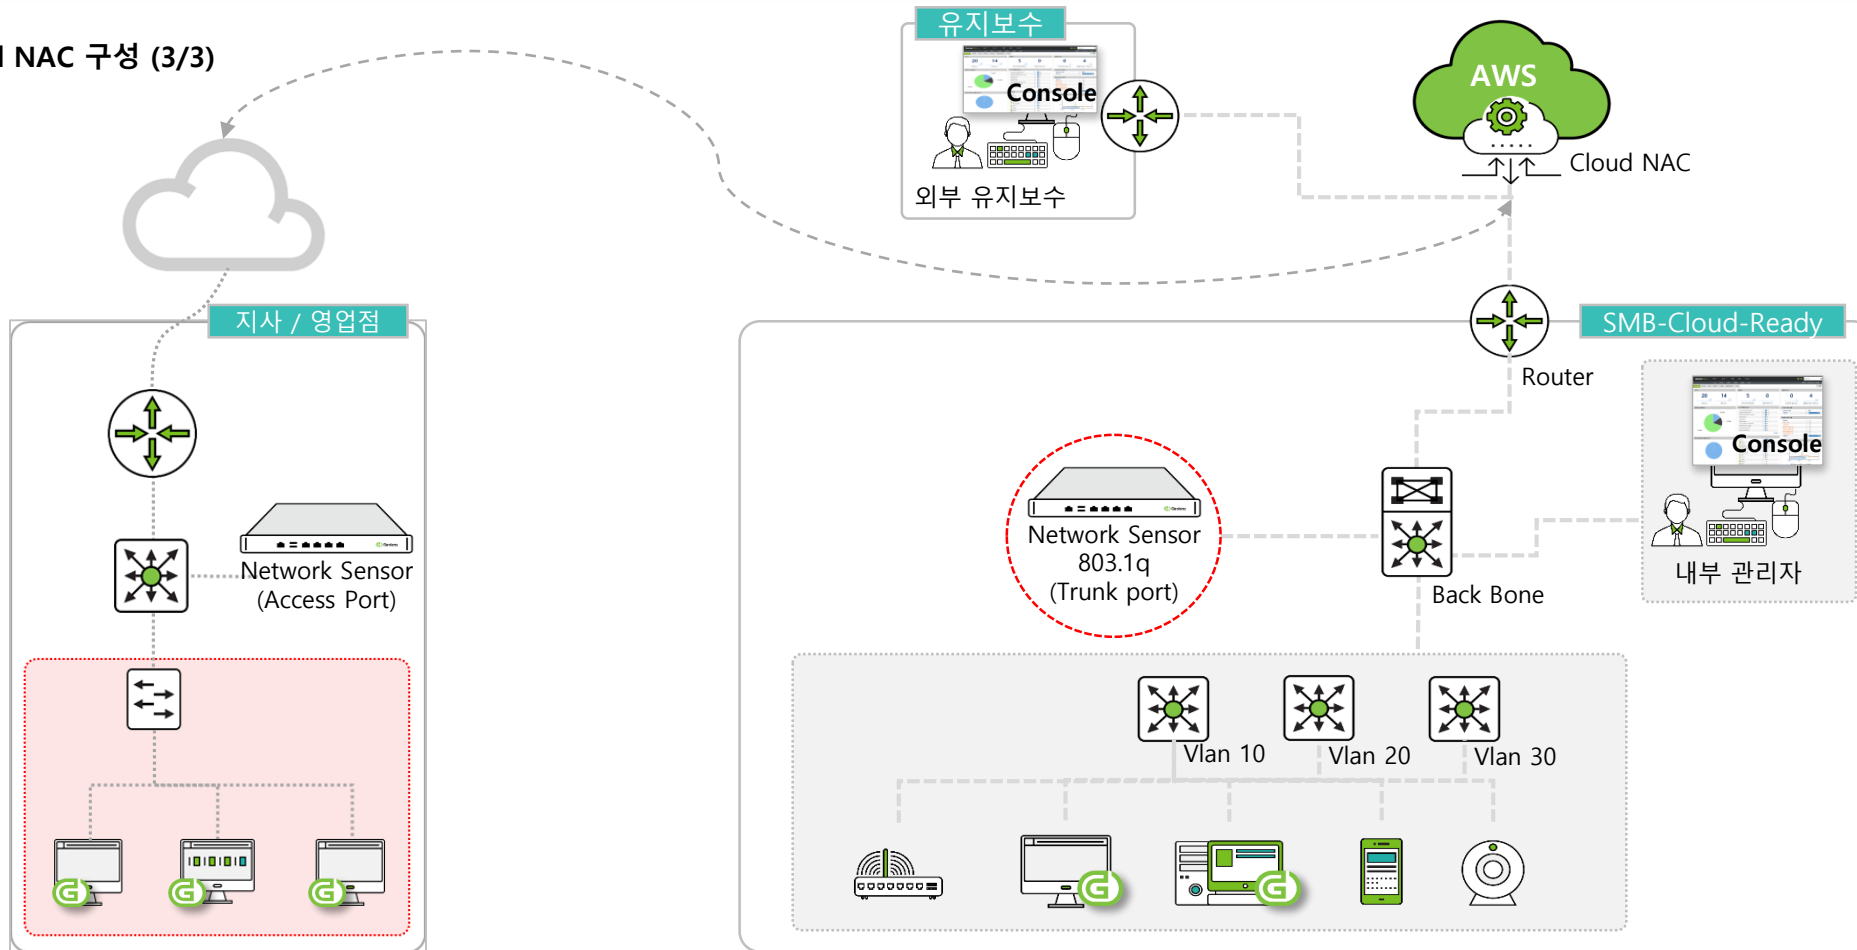 NAC 구성 (3/3)
유지보수
Console
외부 유지보수
AWS
Cloud NAC
지사 / 영업점
SMB-Cloud-Ready
Router
Console
내부 관리자
Network Sensor
(Access Port)
Network Sensor
803.1q
(Trunk port)
Back Bone
Vlan 10
Vlan 20
Vlan 30